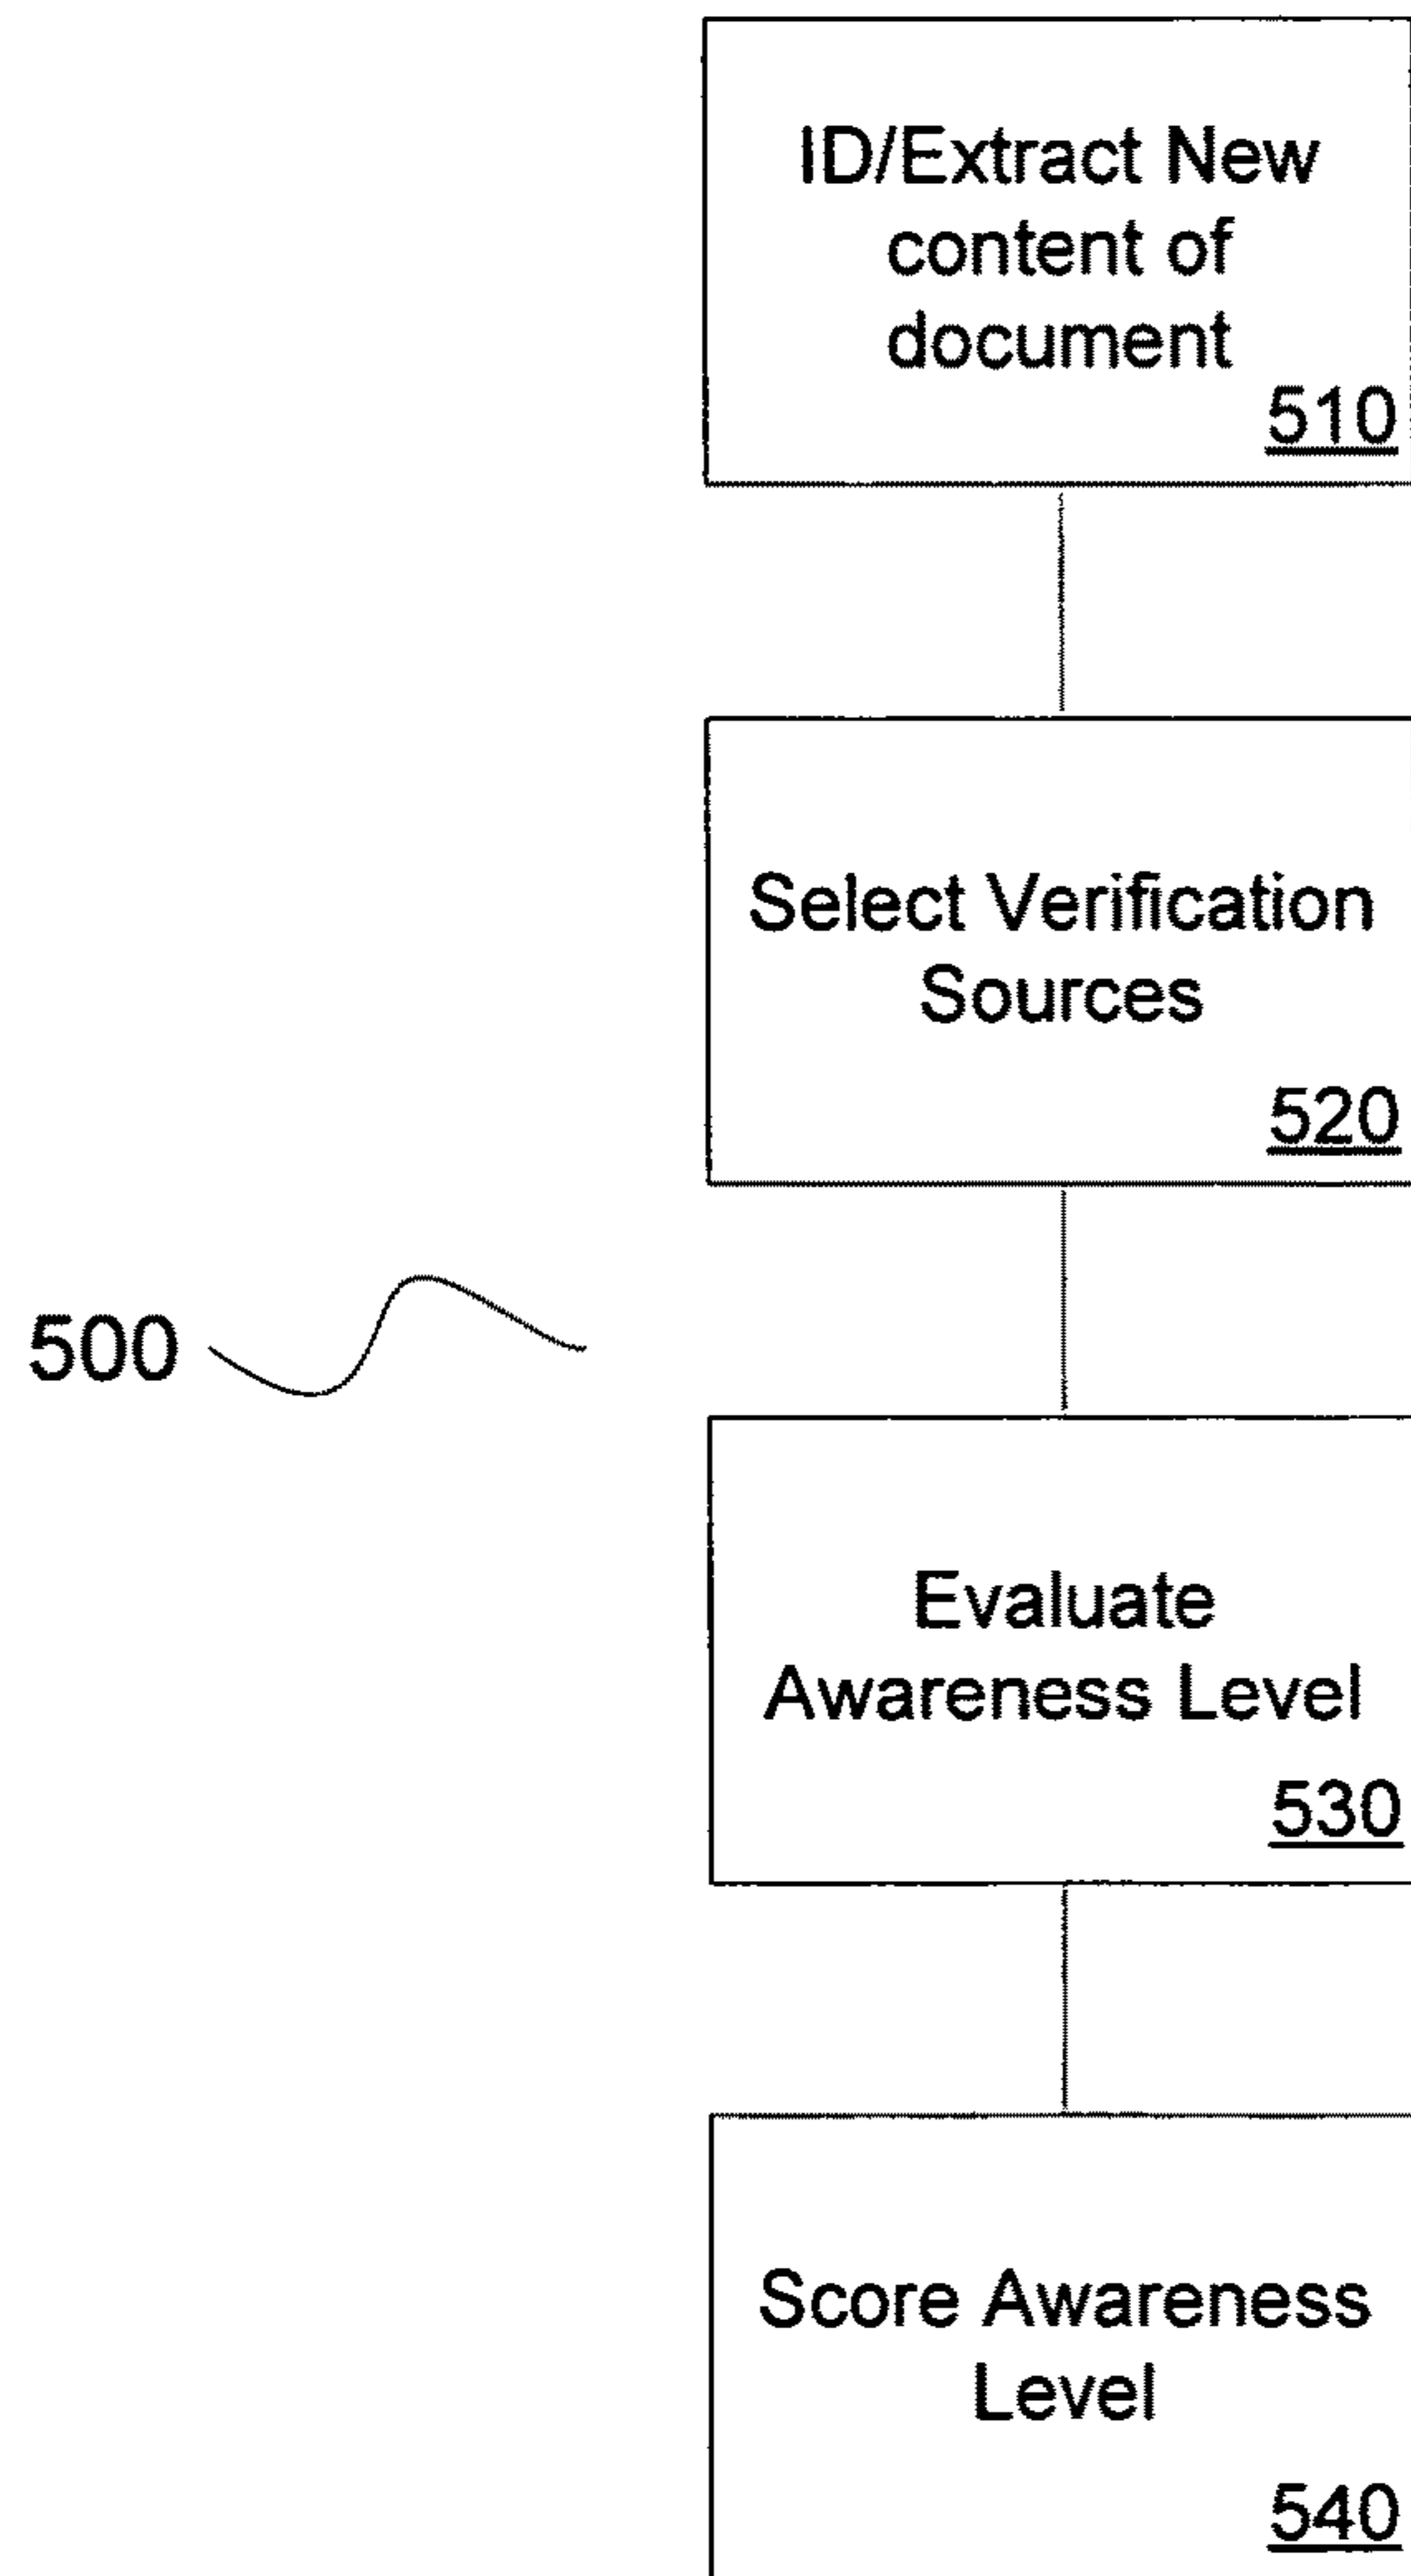 ID/Extract New
content of
document
510
Select Verification
Sources
520
500
Evaluate
Awareness Level
530
Score Awareness
Level
540